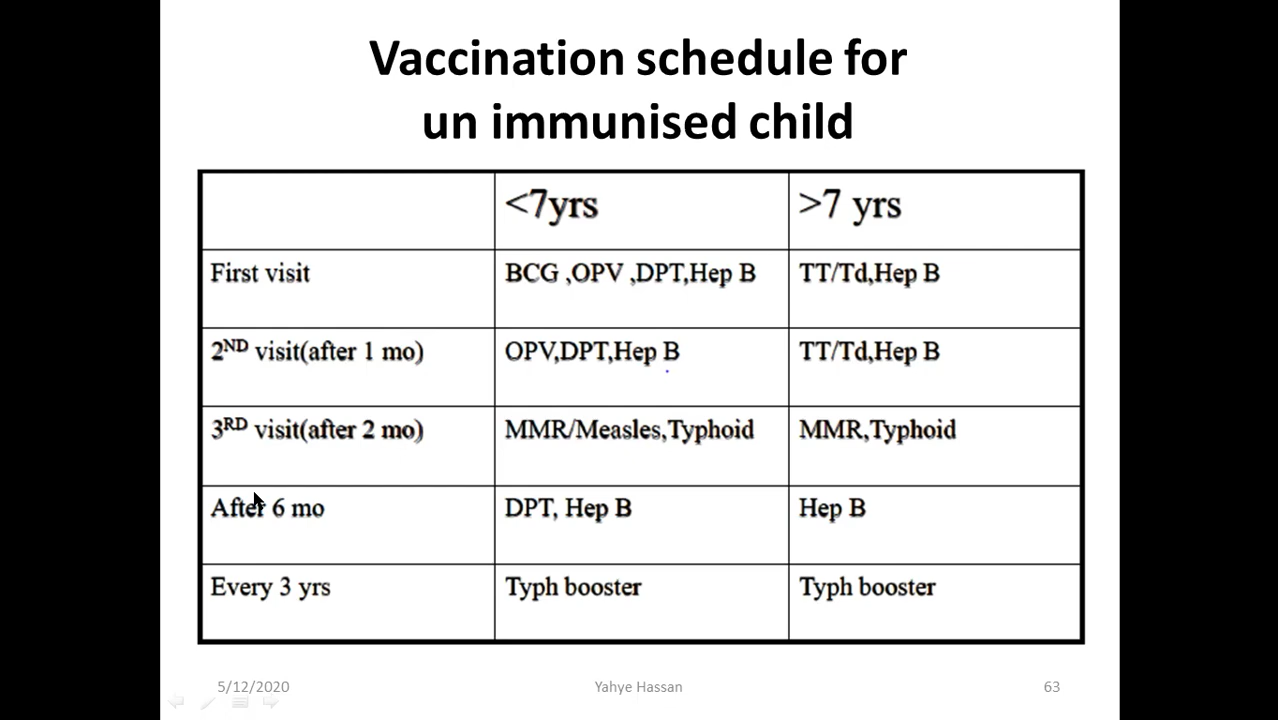 Vaccination schedule for
un immunised child
<7yrs
>7 yrs
First visit
BCG ,OPV ,DPT,Hep B
TT/Td,Hep B
2ND visit(after 1 mo)
OPV,DPT,Hep B
TT/Td,Hep B
3RD visit(after 2 mo)
MMR/Measles,Typhoid
MMR,Typhoid
After 6 mo
DPT, Hep B
Hep B
Every 3 yrs
Typh booster
Typh booster
5/12/2020
Yahye Hassan
63